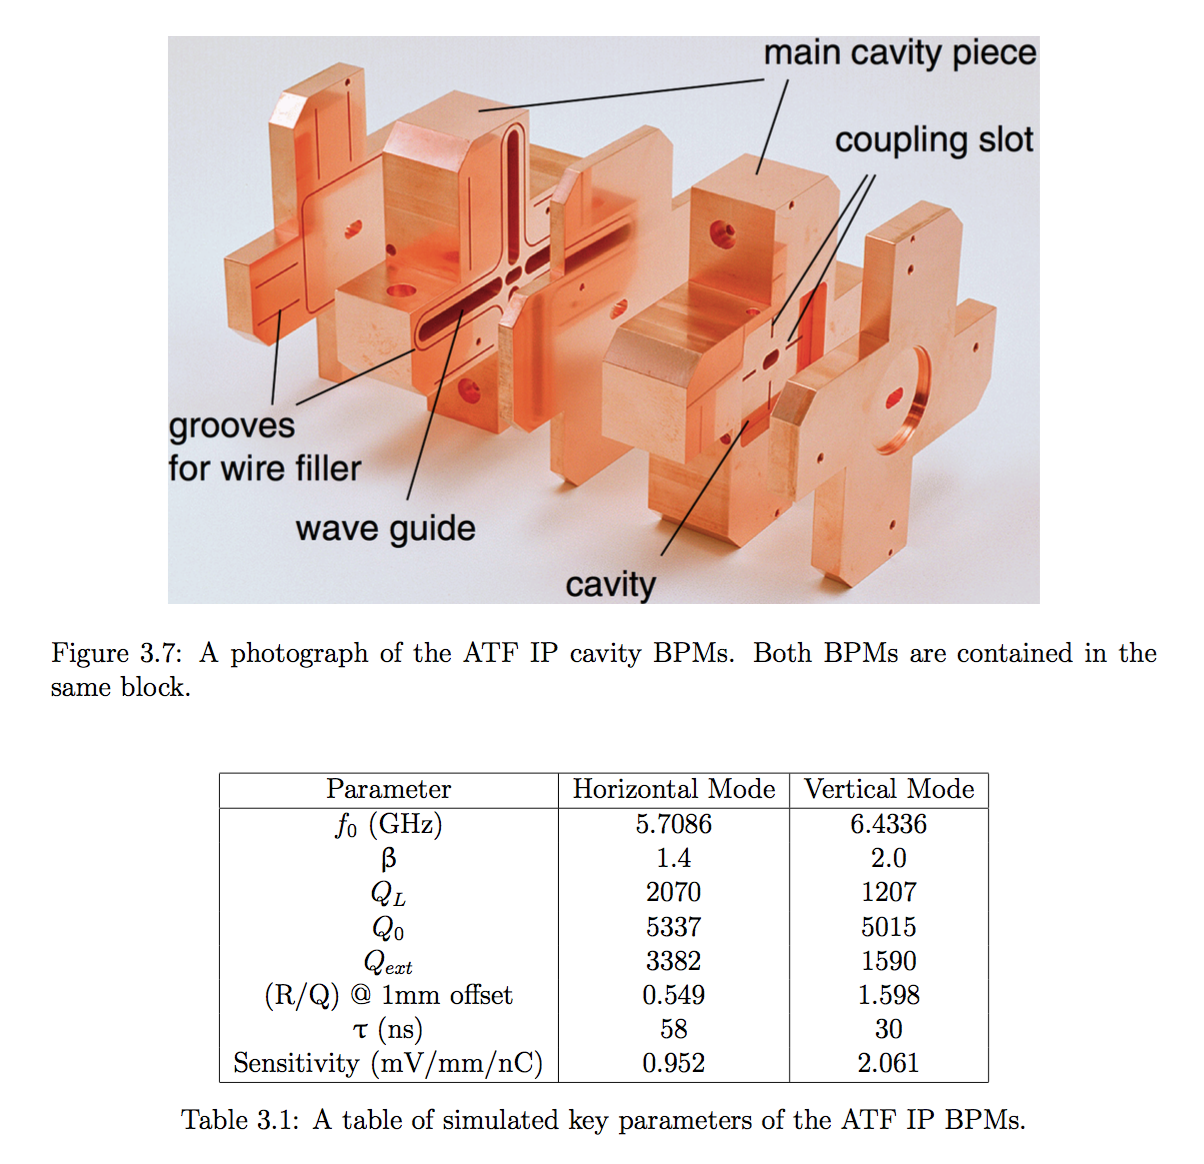 main cavity piece
coupling slot
grooves
for wire filler
wave guide
cavity
Figure 3.7: A photograph of the ATF IP cavity BPMs. Both BPMs are contained in the
same block.
Parameter Horizontal Mode Vertical Mode
f0 (GHz) 5.7086 6.4336
β 1.4 2.0
QL 2070 1207
Q0 5337 5015
Qext 3382 1590
(R/Q) @ 1mm offset 0.549 1.598
τ (ns) 58 30
Sensitivity (mV/mm/nC) 0.952 2.061
Table 3.1: A table of simulated key parameters of the ATF IP BPMs.